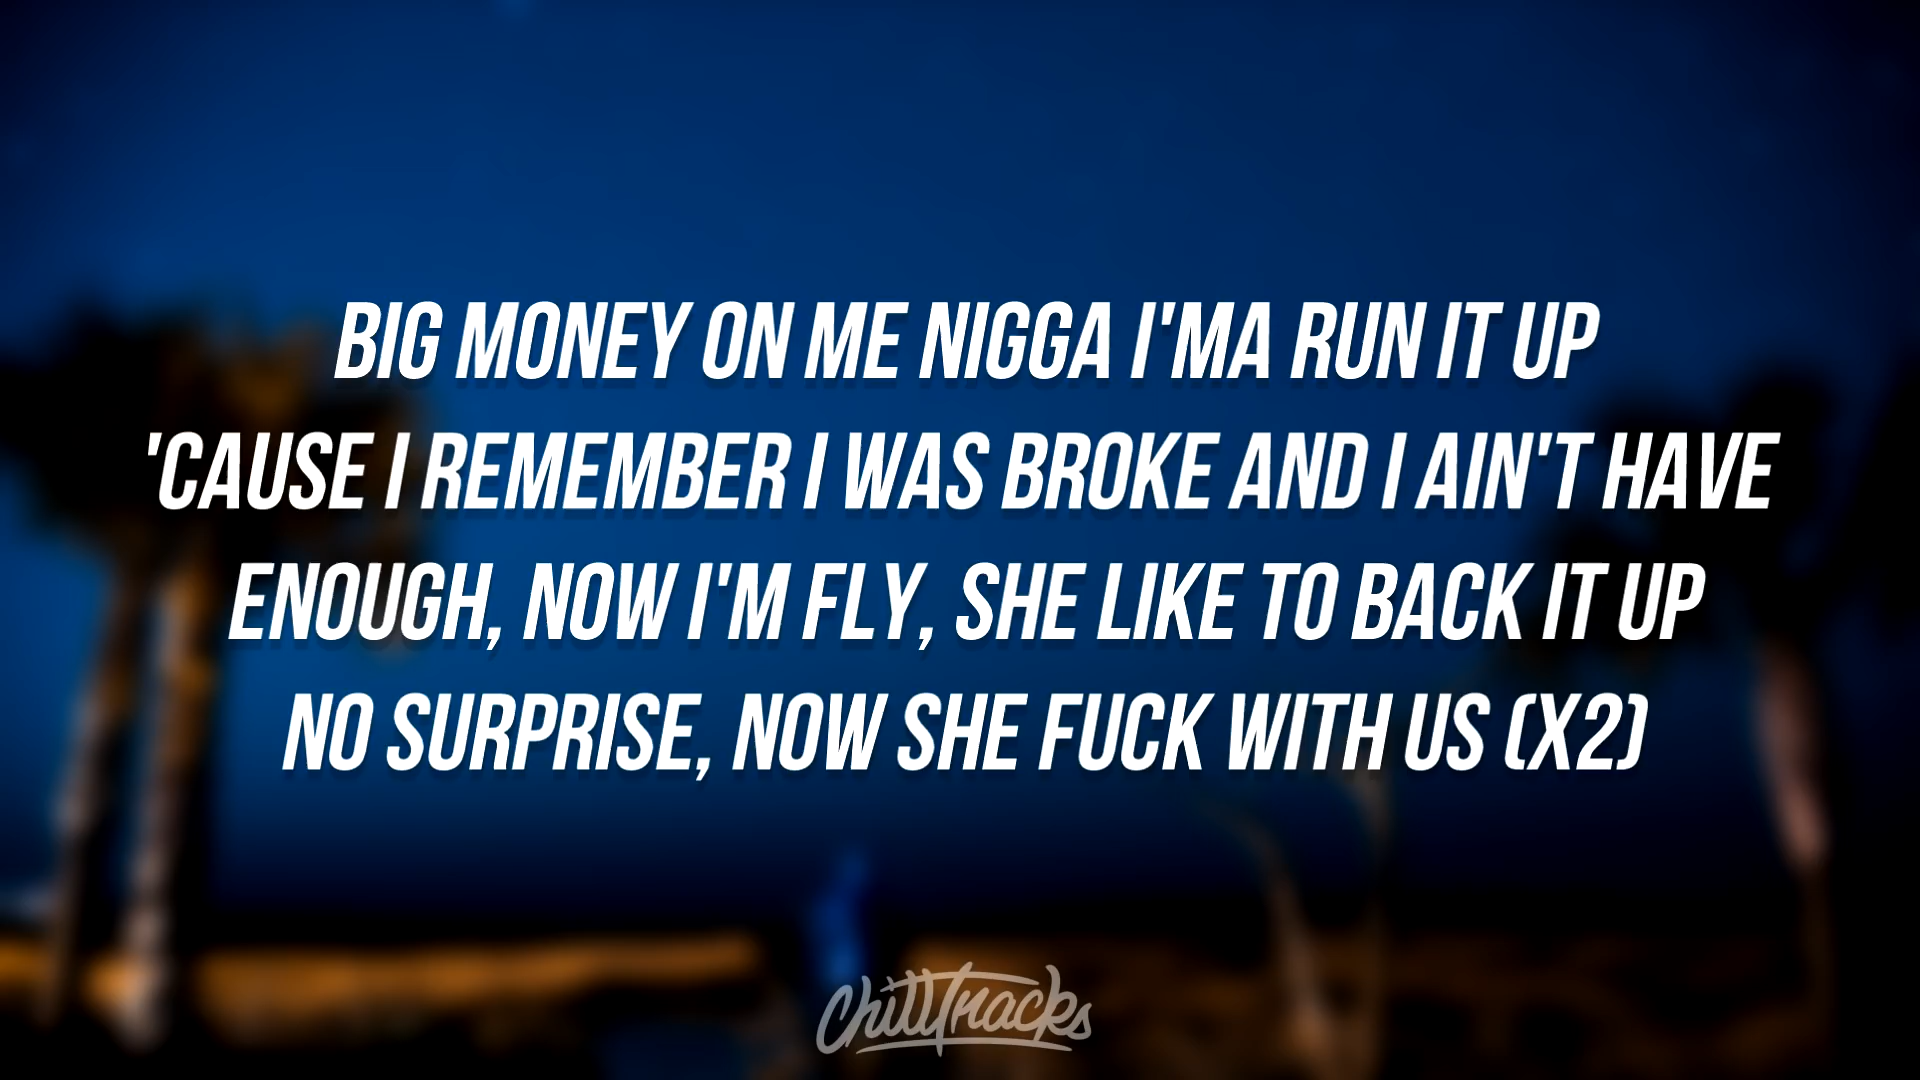 BIG MONEY ON ME NIGGA I'MA RUN IT UP
'CAUSE I REMEMBER I WAS BROKE AND I AIN'T HAVE
ENOUGH, NOW I'M FLY, SHE LIKE TO BACK IT UP
NO SURPRISE, NOW SHE FUCK WITH US (X2)
ChillTracks